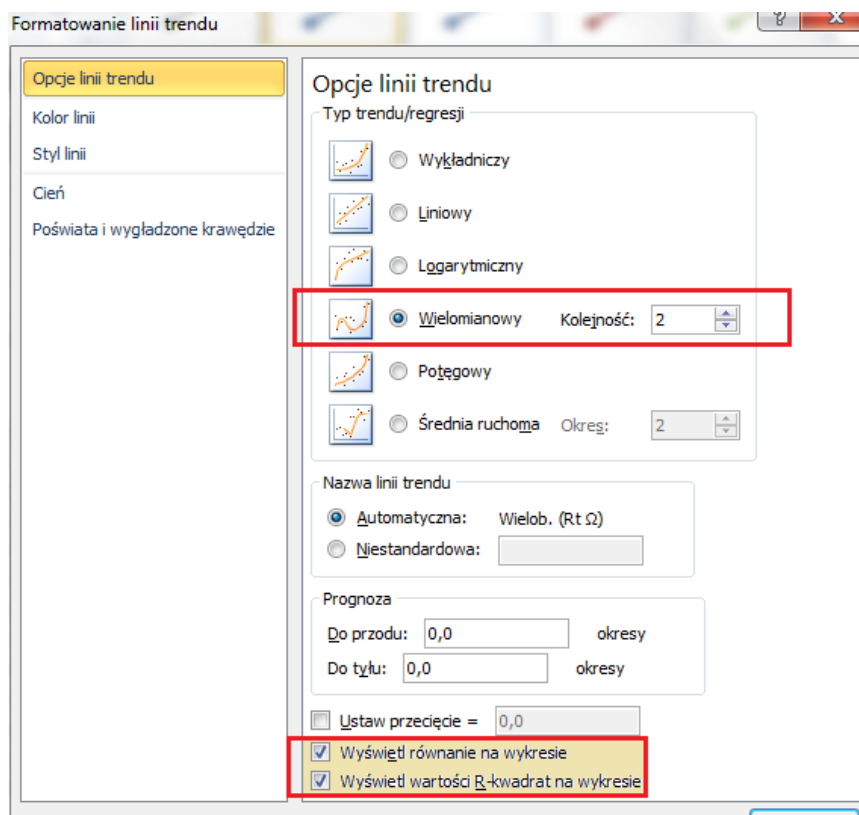 Formatowanie linii trendu
? X
Opcje linii trendu
Kolor linii
Styl linii
Cień
Poświata i wygładzone krawędzie
Opcje linii trendu
Typ trendu/regresji
Wykładniczy
Liniowy
Logarytmiczny
Wielomianowy Kolejność: 2
Potęgowy
Średnia ruchoma Okres: 2
Nazwa linii trendu
Automatyczna: Wielob. (Rt Ω)
Niestandardowa:
Prognoza
Do przodu: 0,0 okresy
Do tyłu: 0,0 okresy
Ustaw przecięcie = 0,0
Wyświetl równanie na wykresie
Wyświetl wartości R-kwadrat na wykresie